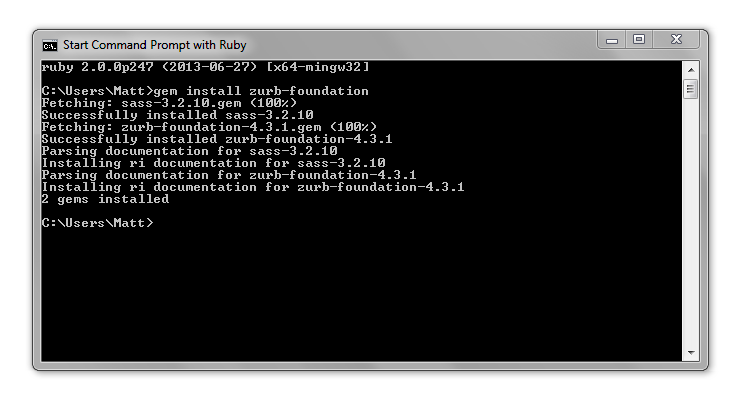 Start Command Prompt with Ruby
ruby 2.0.0p247 (2013-06-27) [x64-mingw32]
C:\Users\Matt>gem install zurb-foundation
Fetching: sass-3.2.10.gem (100%)
Successfully installed sass-3.2.10
Fetching: zurb-foundation-4.3.1.gem (100%)
Successfully installed zurb-foundation-4.3.1
Parsing documentation for sass-3.2.10
Installing ri documentation for sass-3.2.10
Parsing documentation for zurb-foundation-4.3.1
Installing ri documentation for zurb-foundation-4.3.1
2 gems installed
C:\Users\Matt>